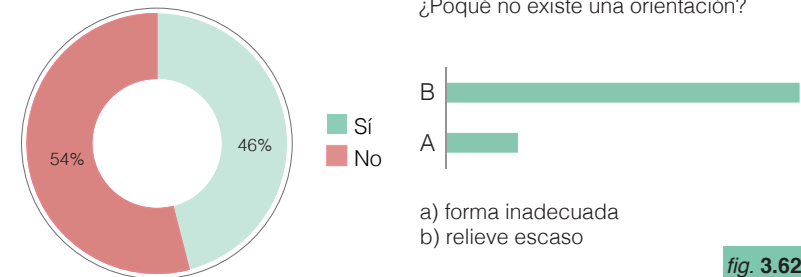 54%
46%
Sí
No
¿Poqué no existe una orientación?
B
A
a) forma inadecuada
b) relieve escaso
fig. 3.62